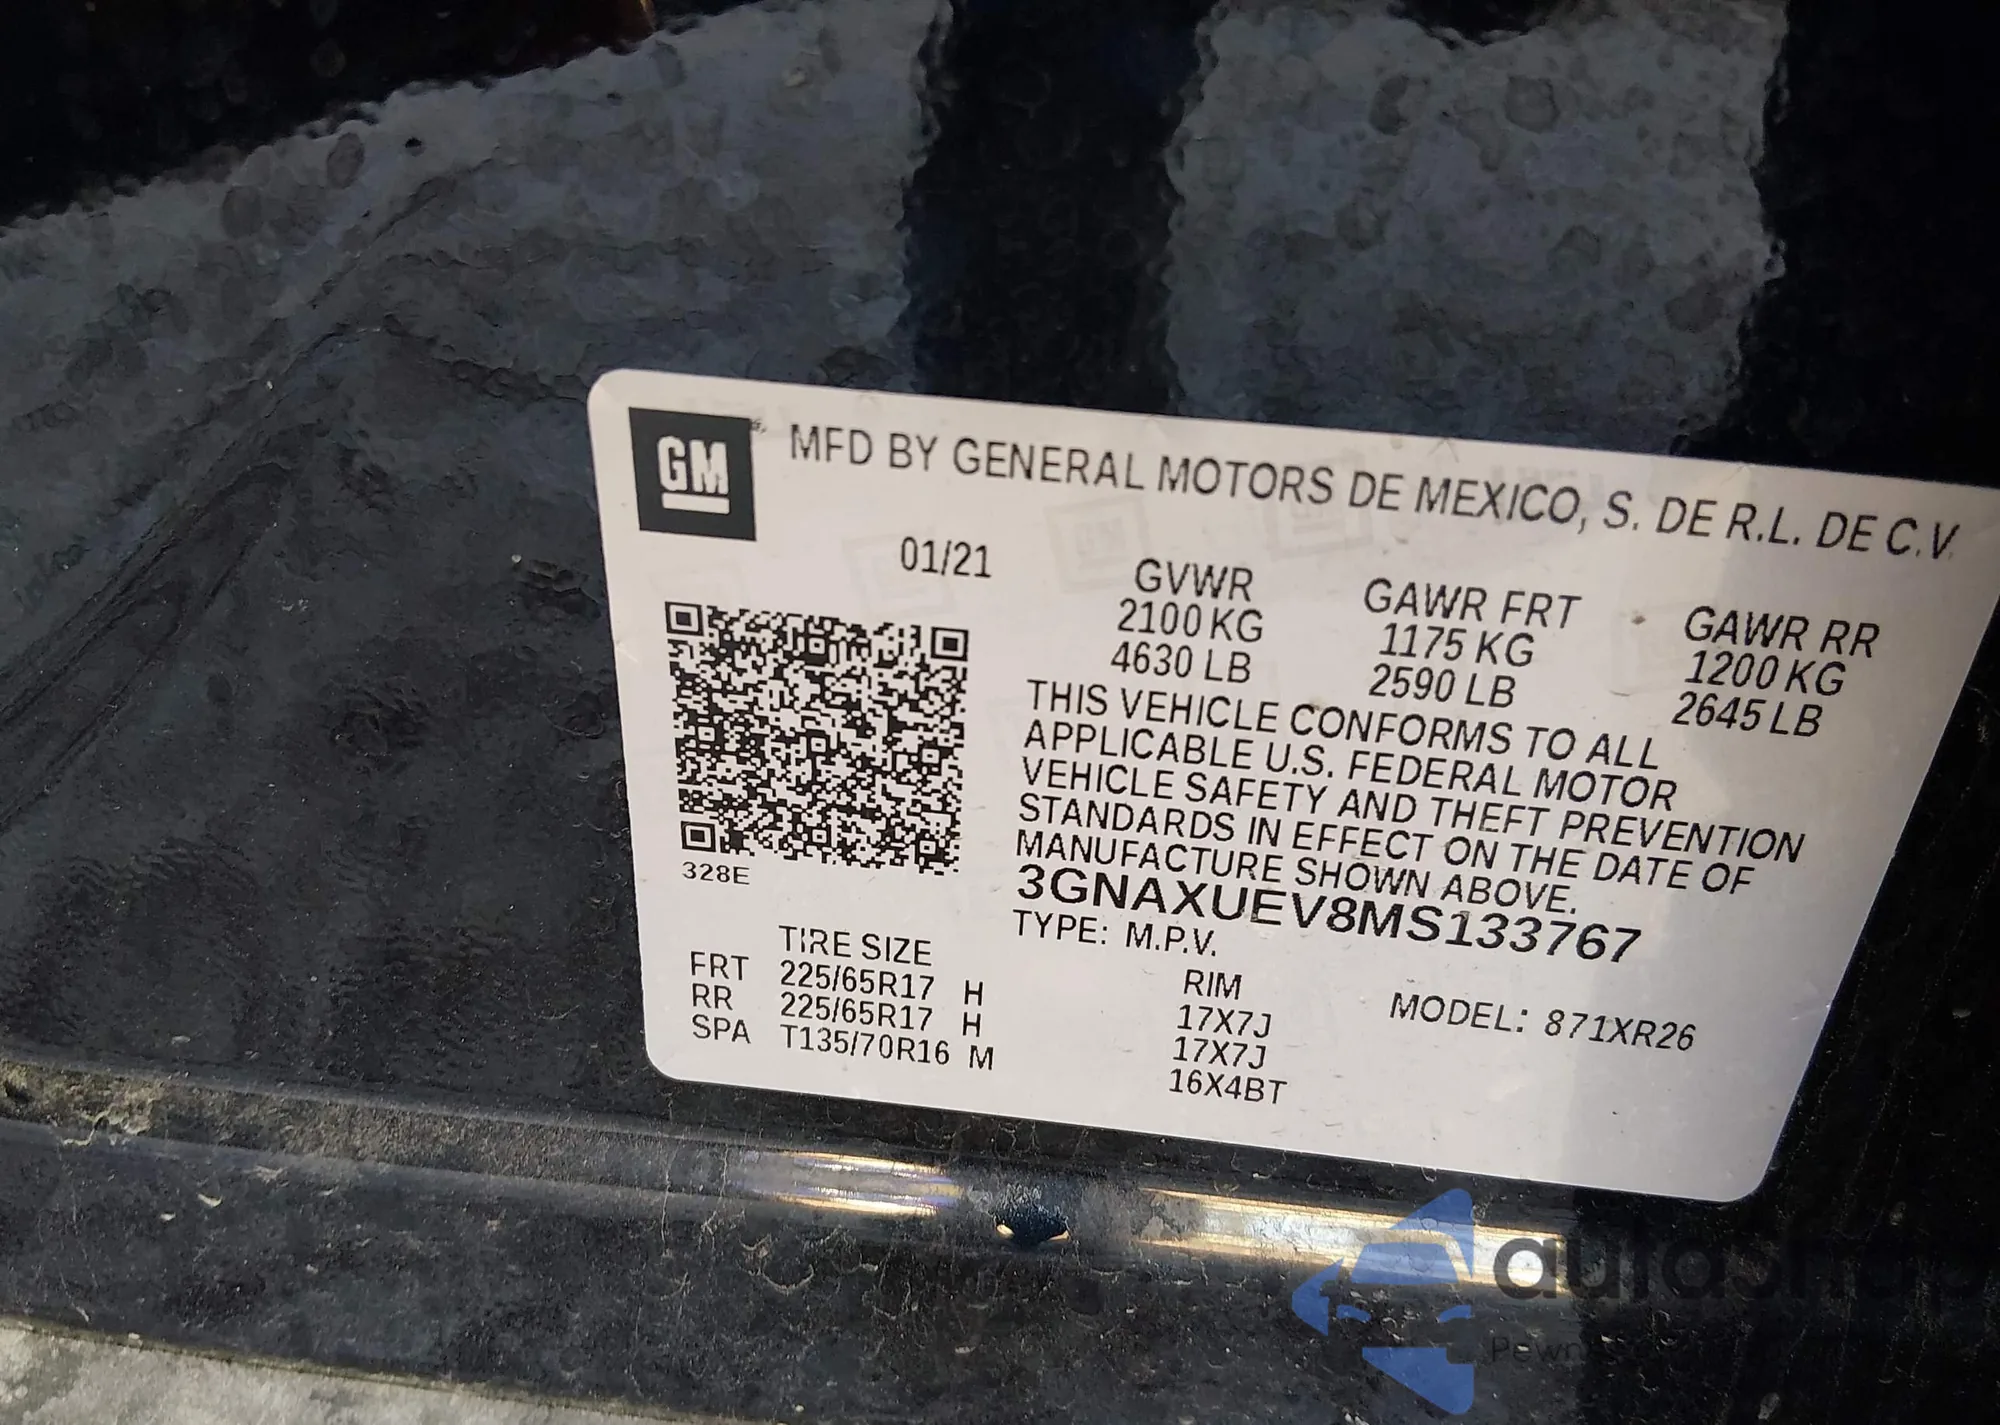 GM
MFD BY GENERAL MOTORS DE MEXICO, S. DE R.L. DE C.V.
01/21
GVWR GAWR FRT GAWR RR
2100 KG 1175 KG 1200 KG
4630 LB 2590 LB 2645 LB
THIS VEHICLE CONFORMS TO ALL
APPLICABLE U.S. FEDERAL MOTOR
VEHICLE SAFETY AND THEFT PREVENTION
STANDARDS IN EFFECT ON THE DATE OF
MANUFACTURE SHOWN ABOVE.
3GNAXUEV8MS133767
TYPE: M.P.V.
328E
TIRE SIZE RIM MODEL: 871XR26
FRT 225/65R17 H 17X7J
RR 225/65R17 H 17X7J
SPA T135/70R16 M 16X4BT
autashop